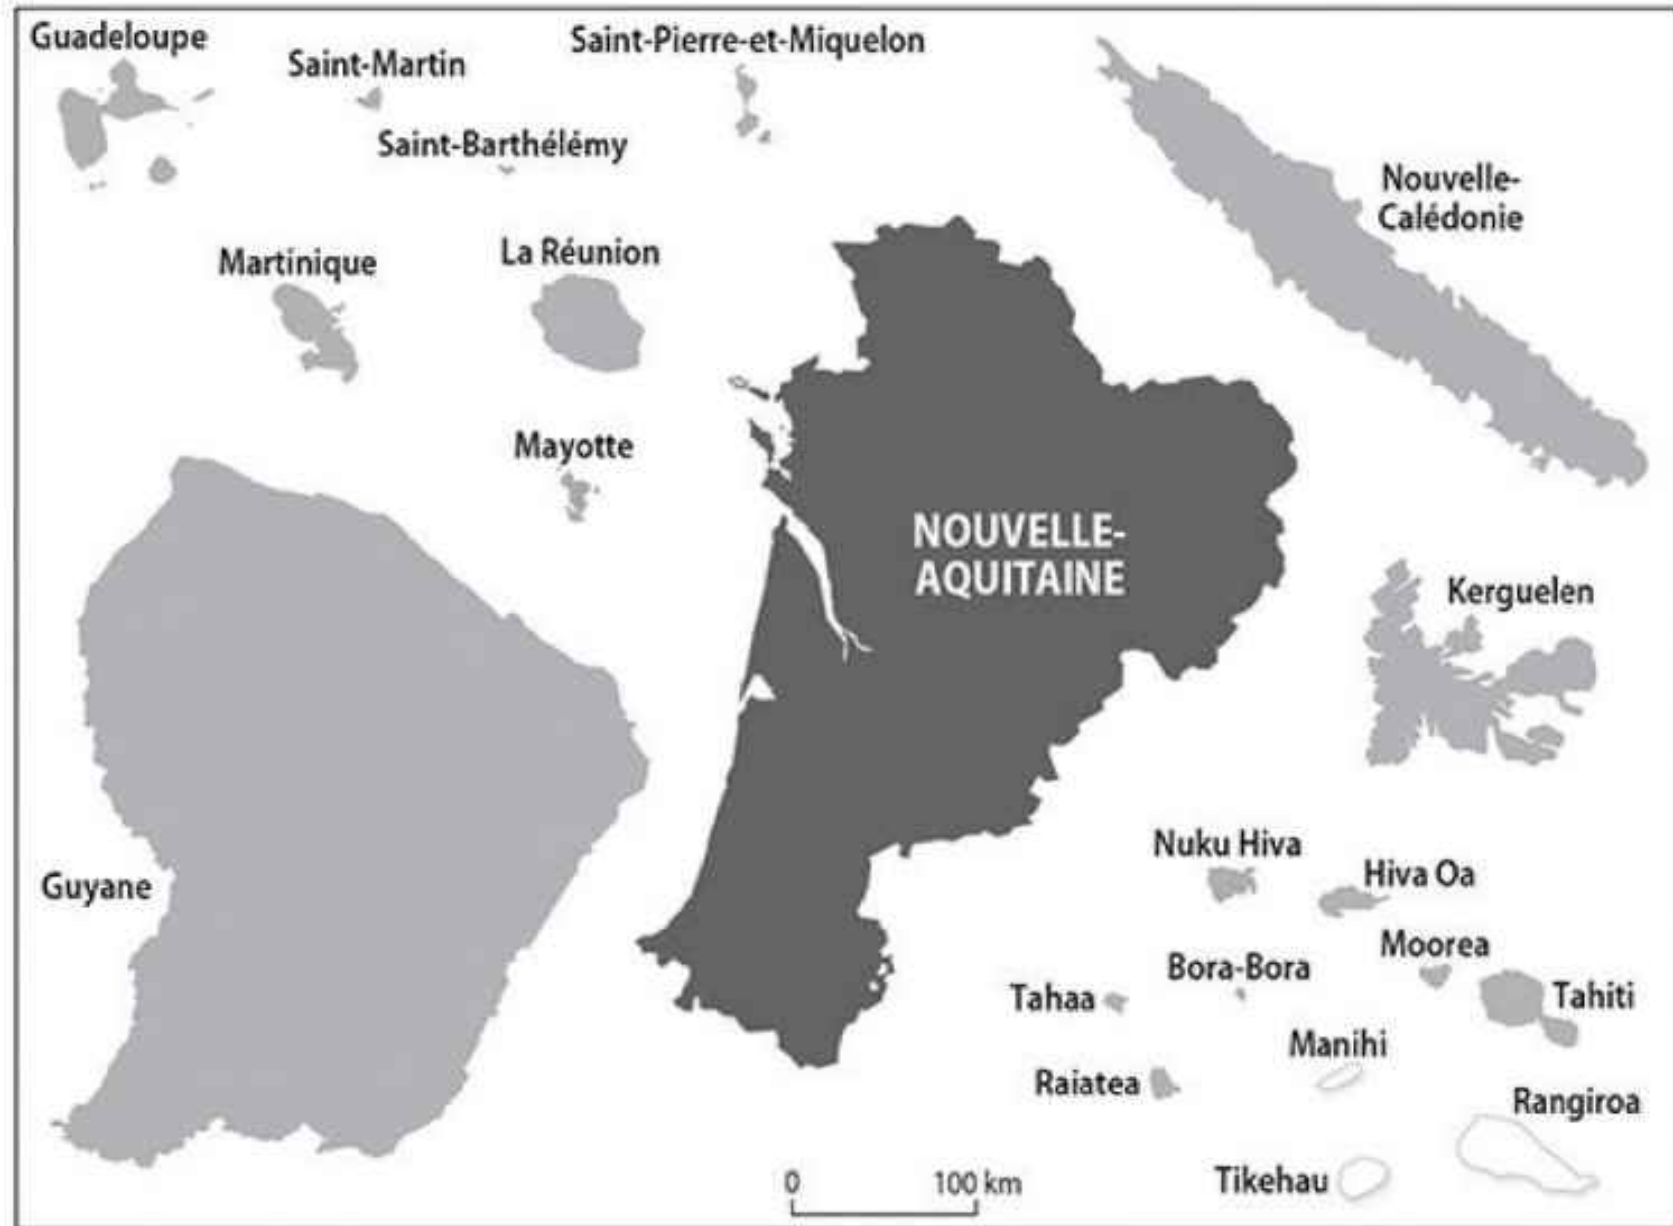 Guadeloupe
Saint-Martin
Saint-Pierre-et-Miquelon
Saint-Barthélémy
Nouvelle-
Calédonie
Martinique
La Réunion
Mayotte
NOUVELLE-
AQUITAINE
Kerguelen
Guyane
Nuku Hiva
Hiva Oa
Moorea
Bora-Bora
Tahaa
Tahiti
Manihi
Raiatea
Rangiroa
Tikehau
0 100 km